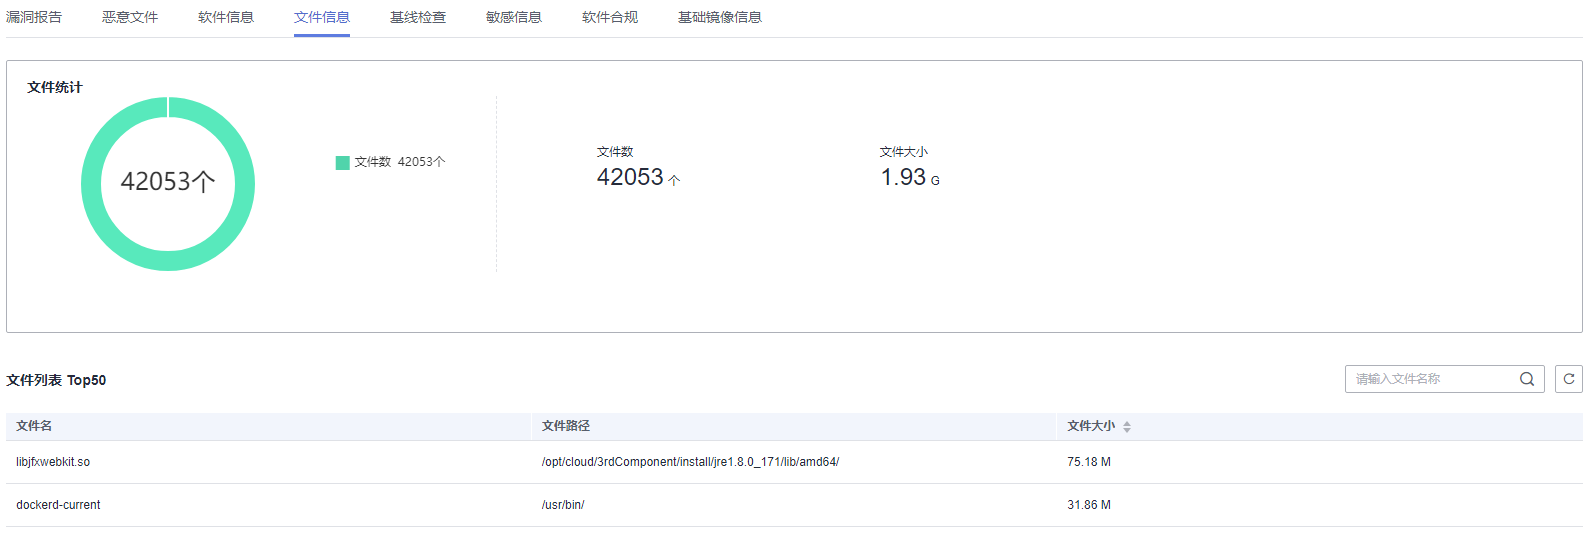 漏洞报告 恶意文件 软件信息 文件信息 基线检查 敏感信息 软件合规 基础镜像信息
文件统计
42053个
文件数 42053个
文件数 文件大小
42053 个 1.93 G
文件列表 Top50 请输入文件名称
文件名 文件路径 文件大小
libjfxwebkit.so /opt/cloud/3rdComponent/install/jre1.8.0_171/lib/amd64/ 75.18 M
dockerd-current /usr/bin/ 31.86 M